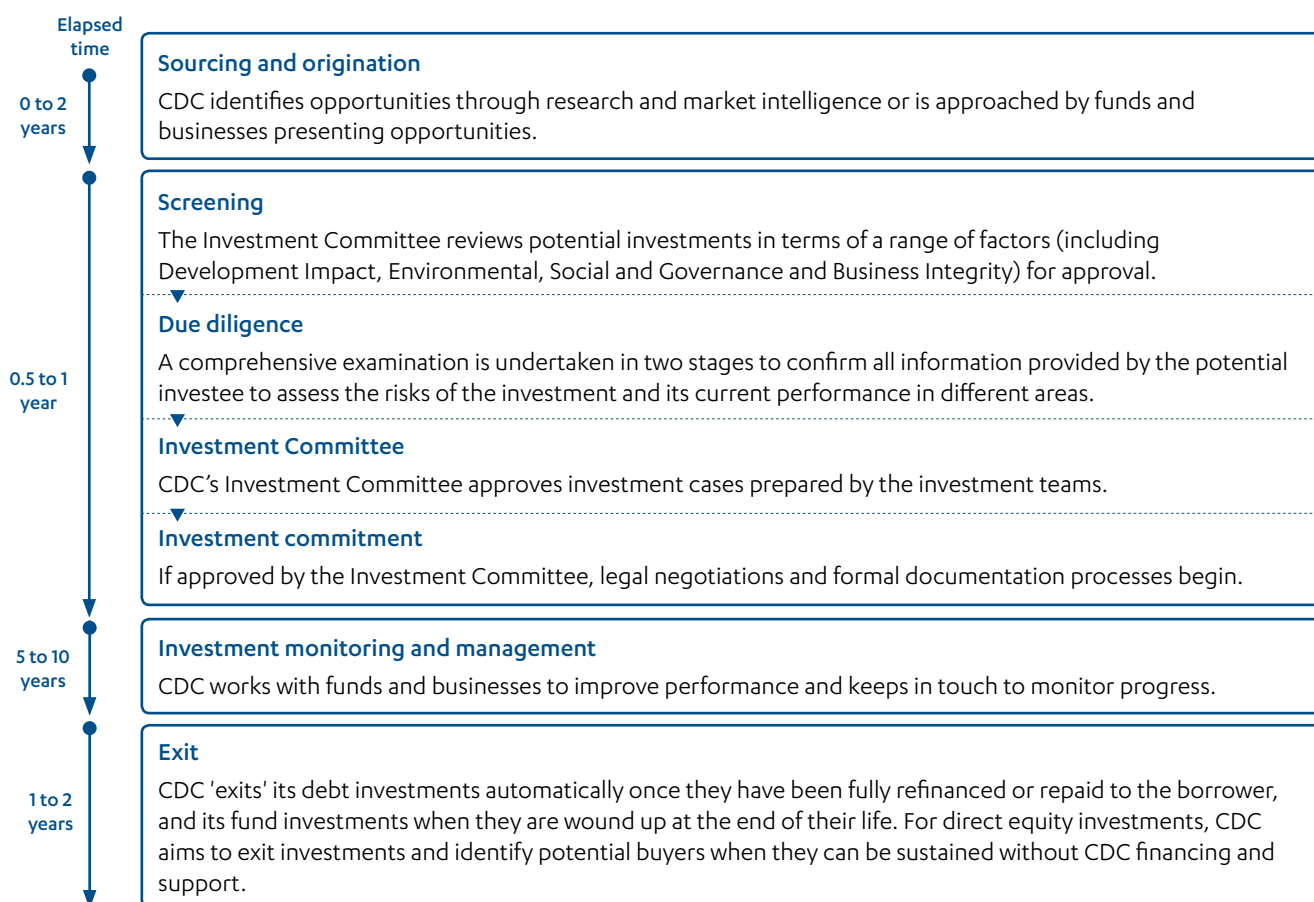 Elapsed
time
0 to 2
years
Sourcing and origination
CDC identifies opportunities through research and market intelligence or is approached by funds and
businesses presenting opportunities.
0.5 to 1
year
Screening
The Investment Committee reviews potential investments in terms of a range of factors (including
Development Impact, Environmental, Social and Governance and Business Integrity) for approval.
Due diligence
A comprehensive examination is undertaken in two stages to confirm all information provided by the potential
investee to assess the risks of the investment and its current performance in different areas.
Investment Committee
CDC's Investment Committee approves investment cases prepared by the investment teams.
Investment commitment
If approved by the Investment Committee, legal negotiations and formal documentation processes begin.
5 to 10
years
Investment monitoring and management
CDC works with funds and businesses to improve performance and keeps in touch to monitor progress.
1 to 2
years
Exit
CDC 'exits' its debt investments automatically once they have been fully refinanced or repaid to the borrower,
and its fund investments when they are wound up at the end of their life. For direct equity investments, CDC
aims to exit investments and identify potential buyers when they can be sustained without CDC financing and
support.